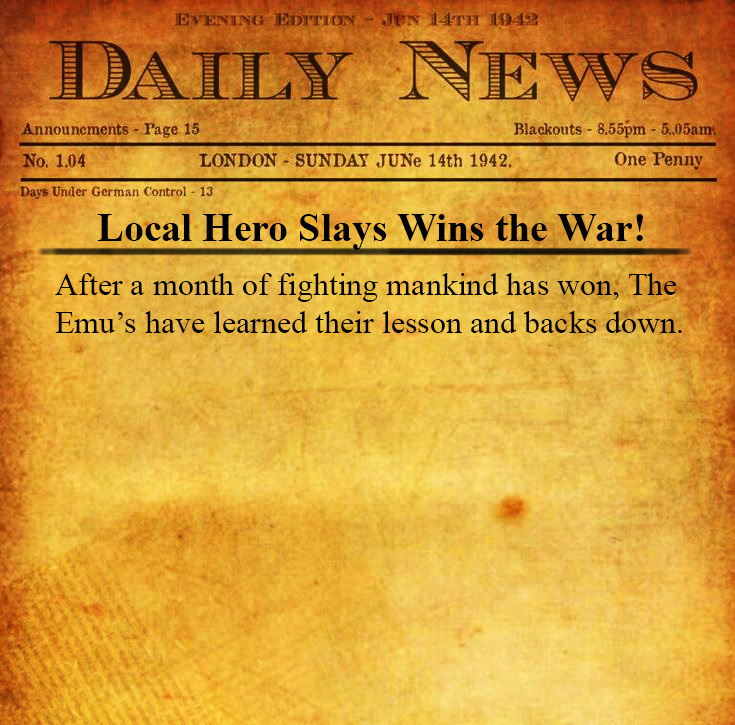 Evening Edition - Jun 14th 1942
Daily News
Announcments - Page 15 Blackouts - 8.55pm - 5..05am.
No. 1.04 LONDON - SUNDAY JUNe 14th 1942. One Penny
Days Under German Control - 13
Local Hero Slays Wins the War!
After a month of fighting mankind has won, The
Emu’s have learned their lesson and backs down.